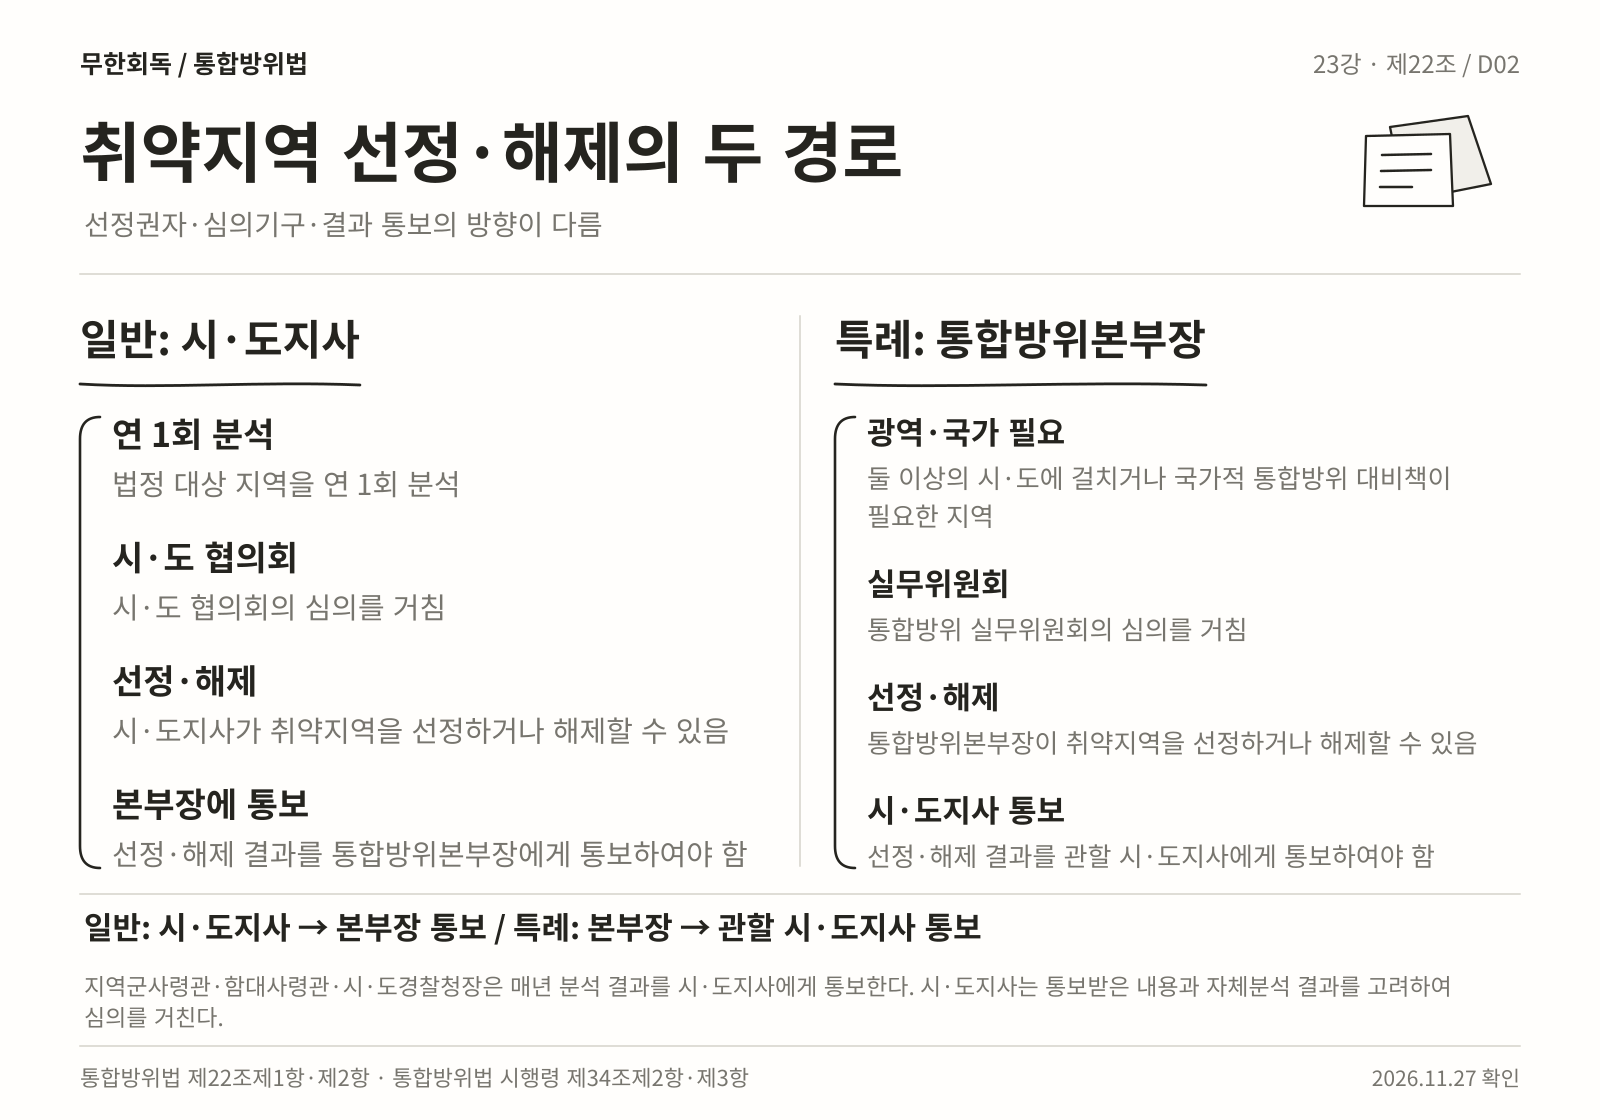 무한회독 / 통합방위법
23강 · 제22조 / D02
취약지역 선정·해제의 두 경로
선정권자·심의기구·결과 통보의 방향이 다름
일반: 시·도지사
연 1회 분석
법정 대상 지역을 연 1회 분석
시·도 협의회
시·도 협의회의 심의를 거침
선정·해제
시·도지사가 취약지역을 선정하거나 해제할 수 있음
본부장에 통보
선정·해제 결과를 통합방위본부장에게 통보하여야 함
특례: 통합방위본부장
광역·국가 필요
둘 이상의 시·도에 걸치거나 국가적 통합방위 대비책이
필요한 지역
실무위원회
통합방위 실무위원회의 심의를 거침
선정·해제
통합방위본부장이 취약지역을 선정하거나 해제할 수 있음
시·도지사 통보
선정·해제 결과를 관할 시·도지사에게 통보하여야 함
일반: 시·도지사 → 본부장 통보 / 특례: 본부장 → 관할 시·도지사 통보
지역군사령관·함대사령관·시·도경찰청장은 매년 분석 결과를 시·도지사에게 통보한다. 시·도지사는 통보받은 내용과 자체분석 결과를 고려하여
심의를 거친다.
통합방위법 제22조제1항·제2항 · 통합방위법 시행령 제34조제2항·제3항
2026.11.27 확인